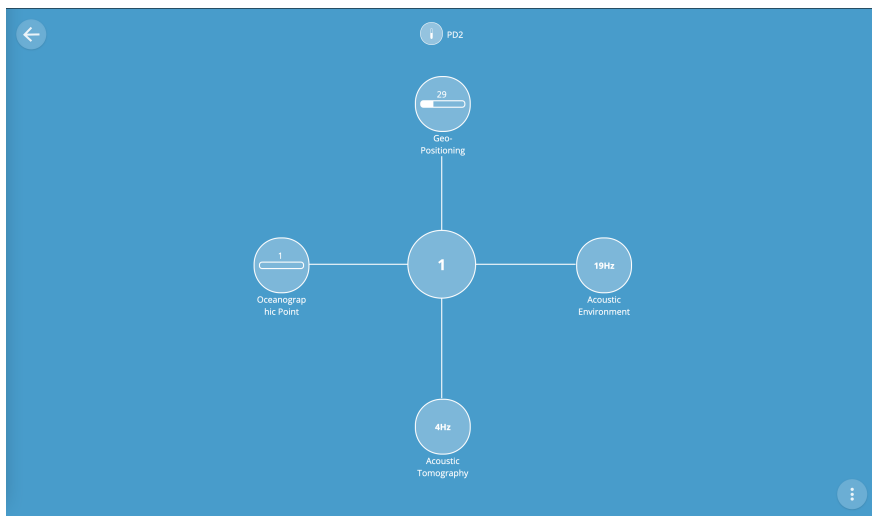 PD2
29
Geo-
Positioning
1
Oceanograp
hic Point
1
19Hz
Acoustic
Environment
4Hz
Acoustic
Tomography